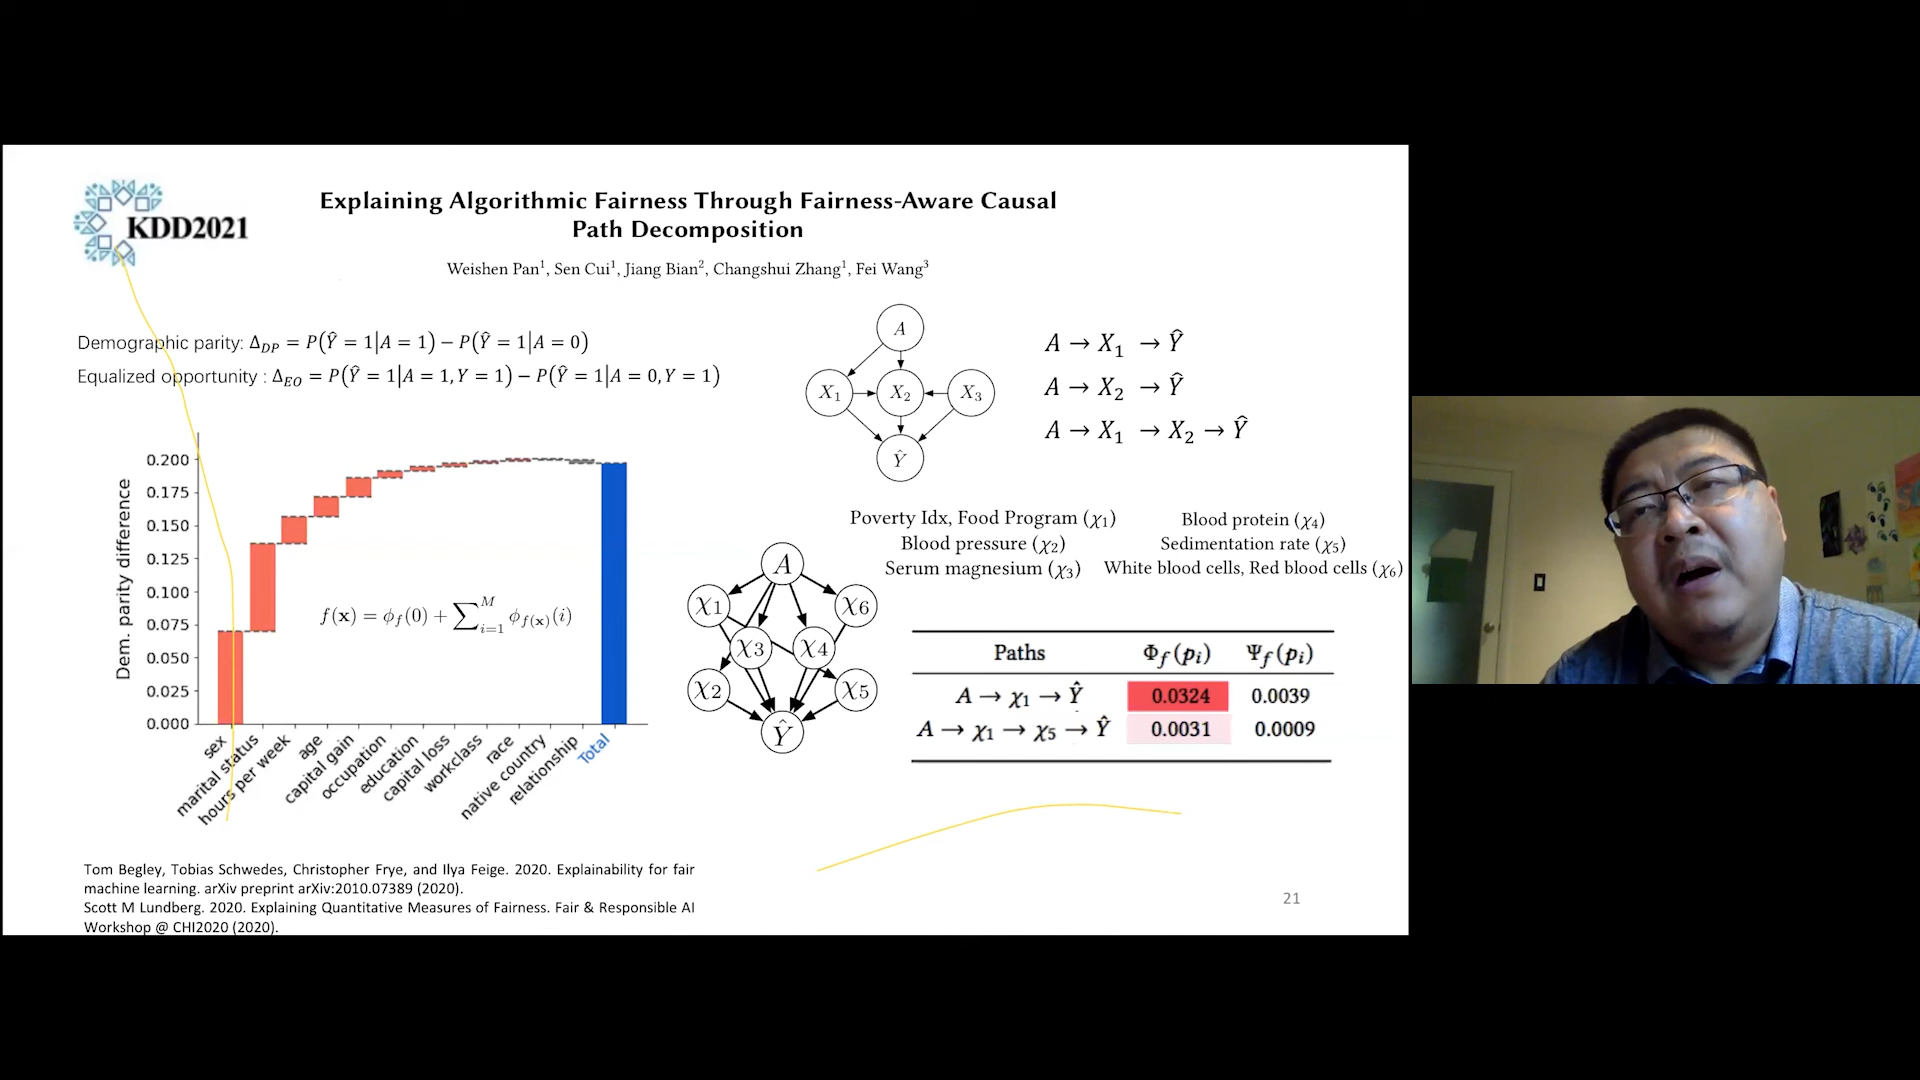 KDD2021
Explaining Algorithmic Fairness Through Fairness-Aware Causal
Path Decomposition
Weishen Pan¹, Sen Cui¹, Jiang Bian², Changshui Zhang¹, Fei Wang³
Demographic parity: Δ_DP = P(Ŷ = 1|A = 1) − P(Ŷ = 1|A = 0)
Equalized opportunity : Δ_EO = P(Ŷ = 1|A = 1, Y = 1) − P(Ŷ = 1|A = 0, Y = 1)
A
X₁
X₂
X₃
Ŷ
A → X₁ → Ŷ
A → X₂ → Ŷ
A → X₁ → X₂ → Ŷ
Dem. parity difference
0.200
0.175
0.150
0.125
0.100
0.075
0.050
0.025
0.000
f(x) = ϕ_f(0) + ∑_{i=1}^{M} ϕ_{f(x)}(i)
sex
marital status
hours per week
age
capital gain
occupation
education
capital loss
workclass
race
native country
relationship
Total
Poverty Idx, Food Program (χ₁)
Blood pressure (χ₂)
Serum magnesium (χ₃)
Blood protein (χ₄)
Sedimentation rate (χ₅)
White blood cells, Red blood cells (χ₆)
A
χ₁
χ₆
χ₃
χ₄
χ₂
χ₅
Ŷ
Paths Φ_f(p_i) Ψ_f(p_i)
A → χ₁ → Ŷ 0.0324 0.0039
A → χ₁ → χ₅ → Ŷ 0.0031 0.0009
Tom Begley, Tobias Schwedes, Christopher Frye, and Ilya Feige. 2020. Explainability for fair
machine learning. arXiv preprint arXiv:2010.07389 (2020).
Scott M Lundberg. 2020. Explaining Quantitative Measures of Fairness. Fair & Responsible AI
Workshop @ CHI2020 (2020).
21